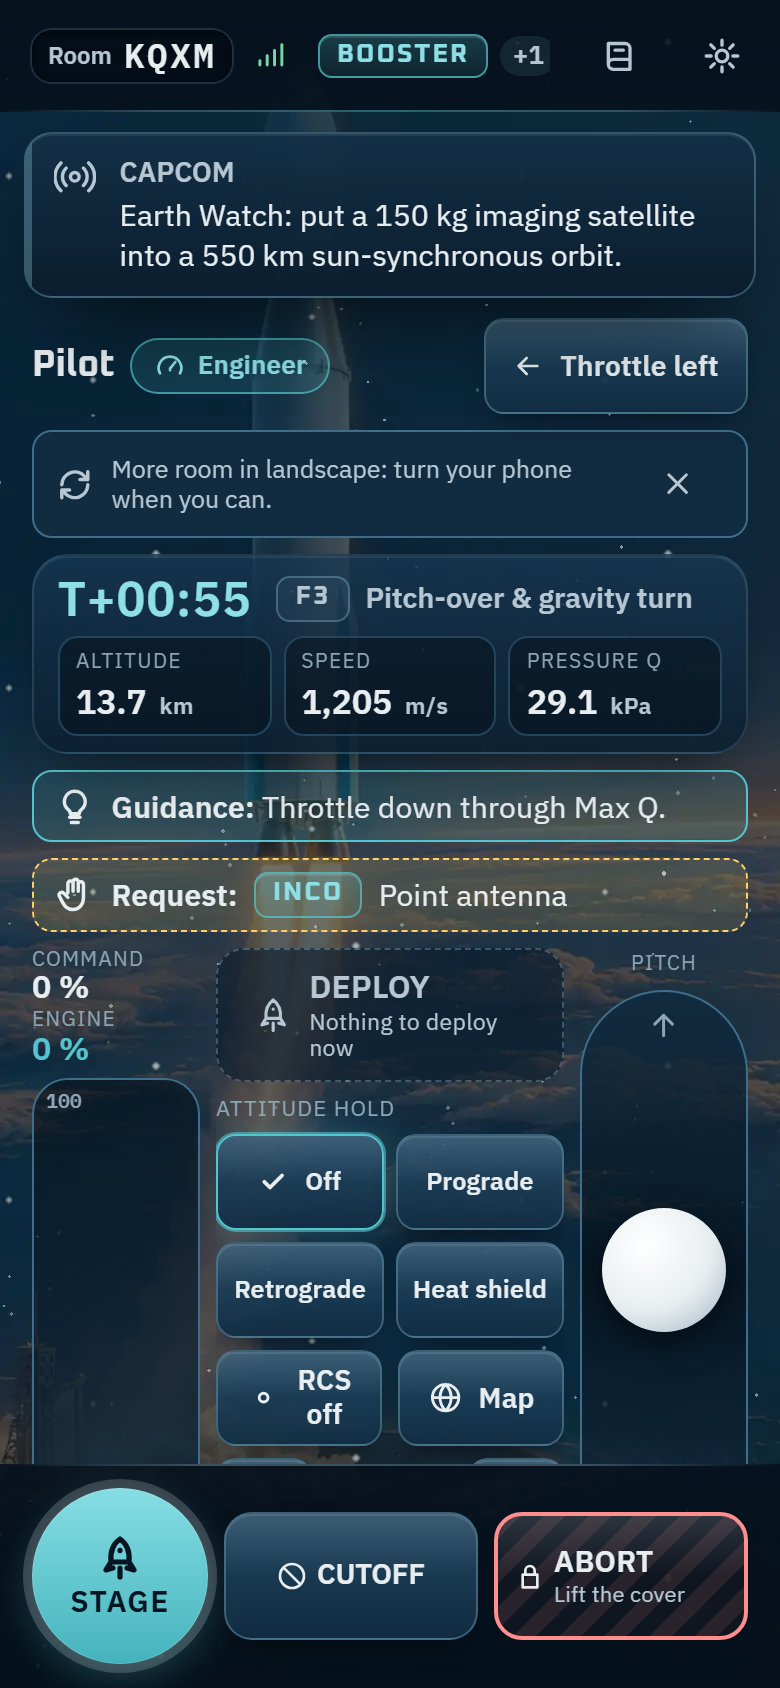 Room KQXM BOOSTER +1
CAPCOM
Earth Watch: put a 150 kg imaging satellite
into a 550 km sun-synchronous orbit.
Pilot Engineer Throttle left
More room in landscape: turn your phone
when you can.
T+00:55 F3 Pitch-over & gravity turn
ALTITUDE SPEED PRESSURE Q
13.7 km 1,205 m/s 29.1 kPa
Guidance: Throttle down through Max Q.
Request: INCO Point antenna
COMMAND
0 %
ENGINE
0 %
100
DEPLOY
Nothing to deploy
now
ATTITUDE HOLD
Off Prograde
Retrograde Heat shield
RCS
off
Map
PITCH
STAGE
CUTOFF
ABORT
Lift the cover